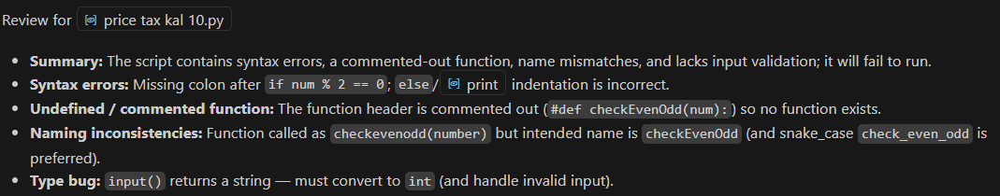 Review for price tax kal 10.py
• Summary: The script contains syntax errors, a commented-out function, name mismatches, and lacks input validation; it will fail to run.
• Syntax errors: Missing colon after if num % 2 == 0; else/ print indentation is incorrect.
• Undefined / commented function: The function header is commented out (#def checkEvenOdd(num):) so no function exists.
• Naming inconsistencies: Function called as checkevenodd(number) but intended name is checkEvenOdd (and snake_case check_even_odd is
preferred).
• Type bug: input() returns a string — must convert to int (and handle invalid input).